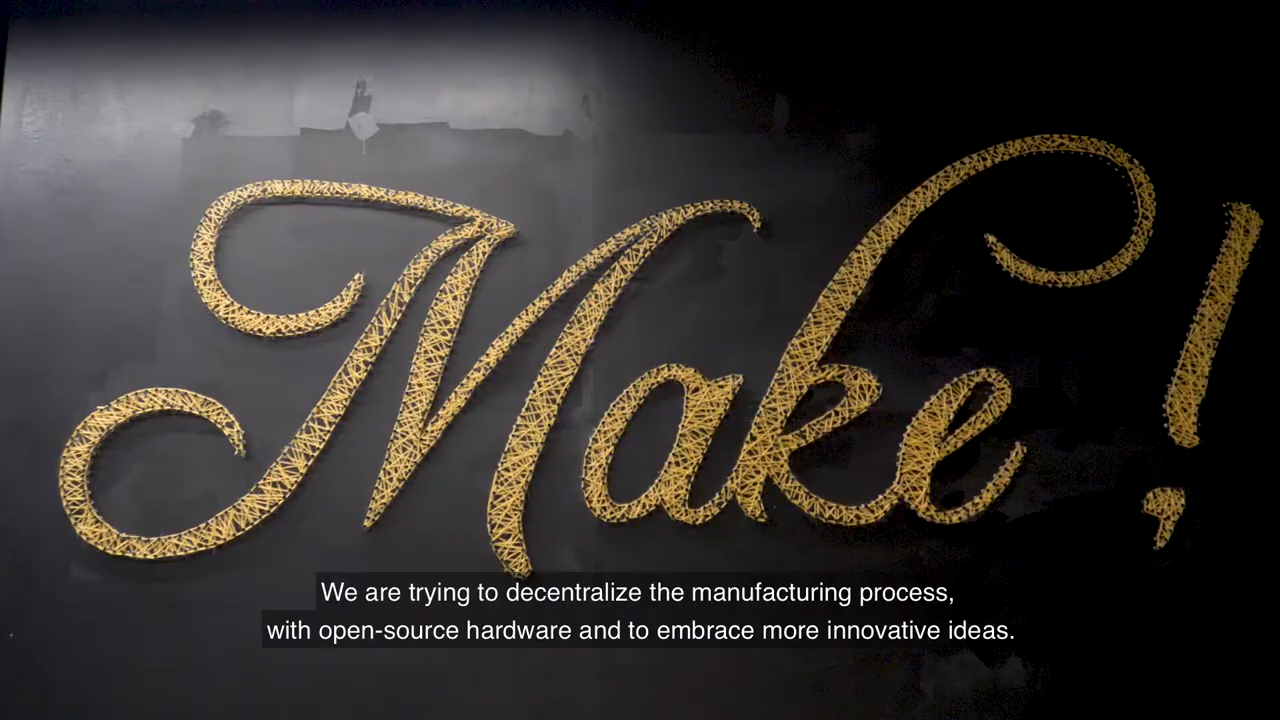 Make!
We are trying to decentralize the manufacturing process,
with open-source hardware and to embrace more innovative ideas.